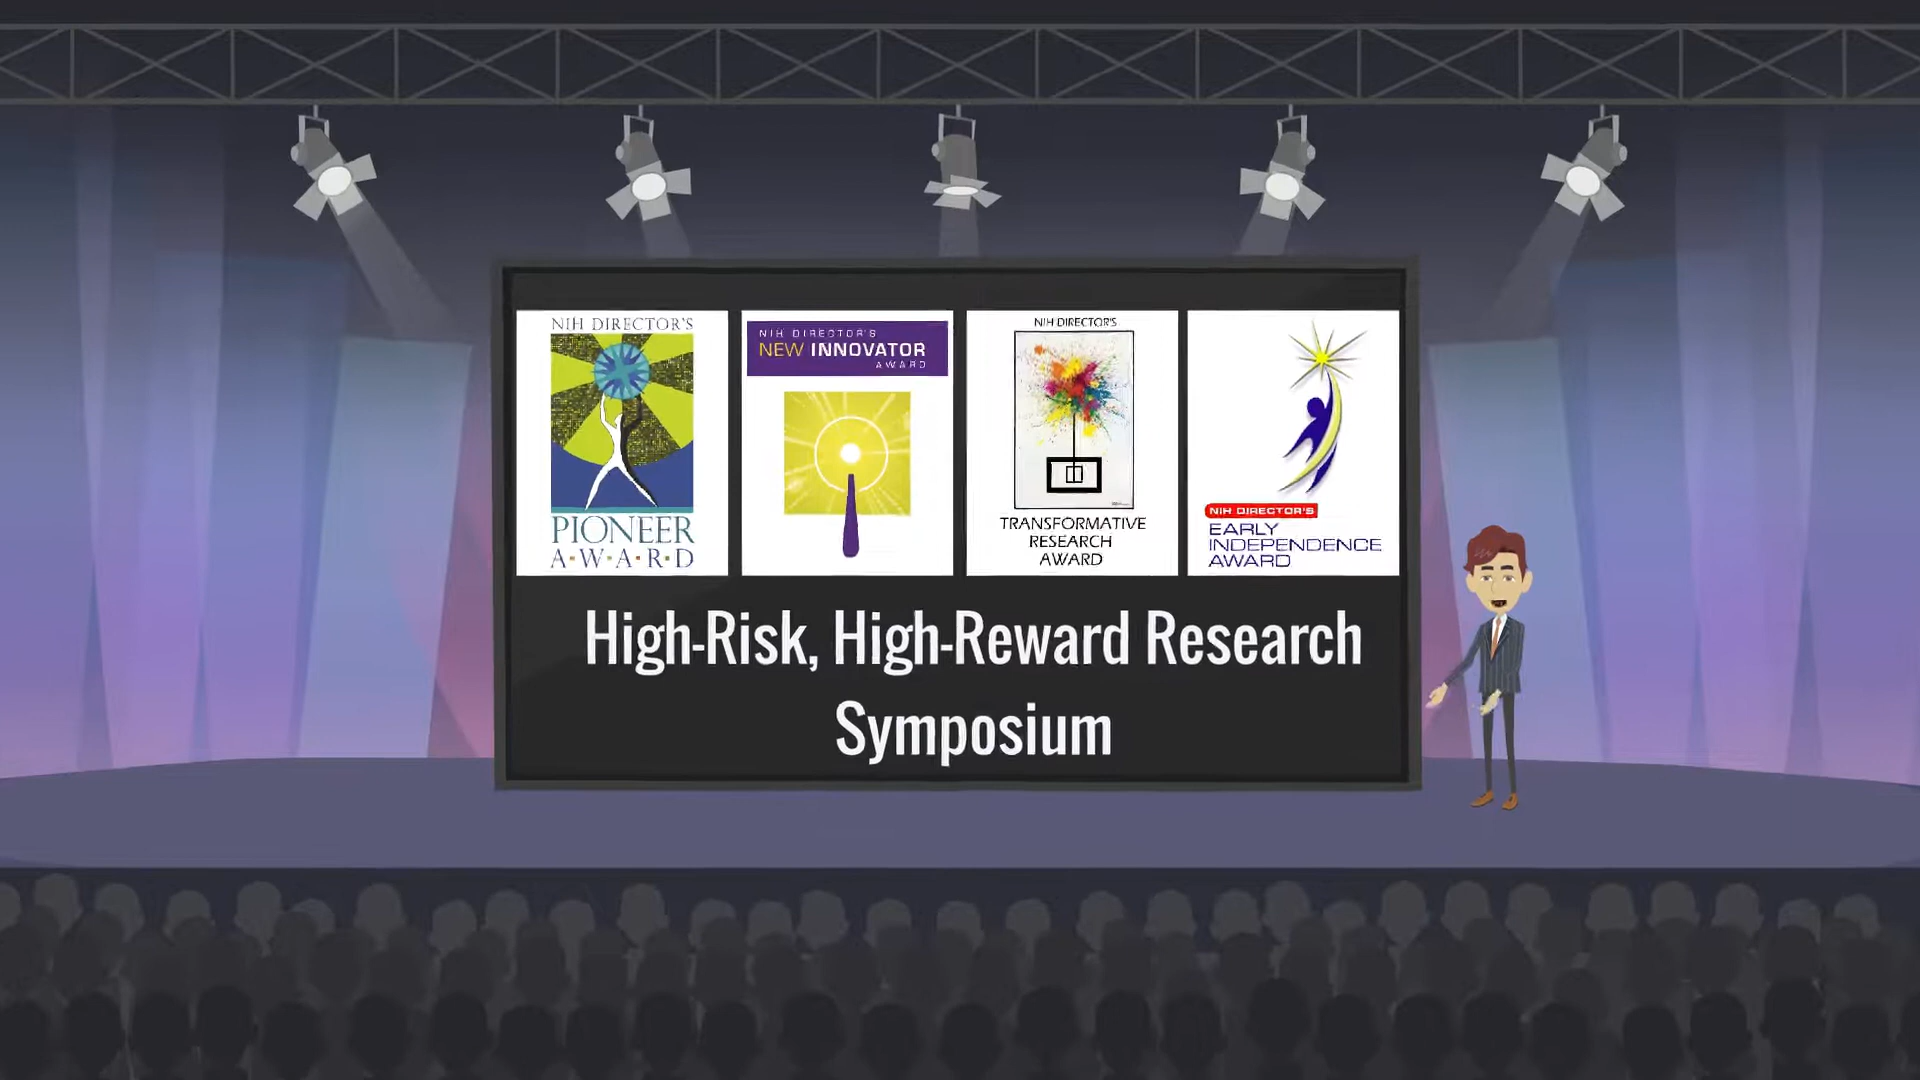 NIH DIRECTOR'S
PIONEER
A·W·A·R·D
NIH DIRECTOR'S
NEW INNOVATOR
AWARD
NIH DIRECTOR'S
TRANSFORMATIVE
RESEARCH
AWARD
NIH DIRECTOR'S
EARLY
INDEPENDENCE
AWARD
High-Risk, High-Reward Research
Symposium